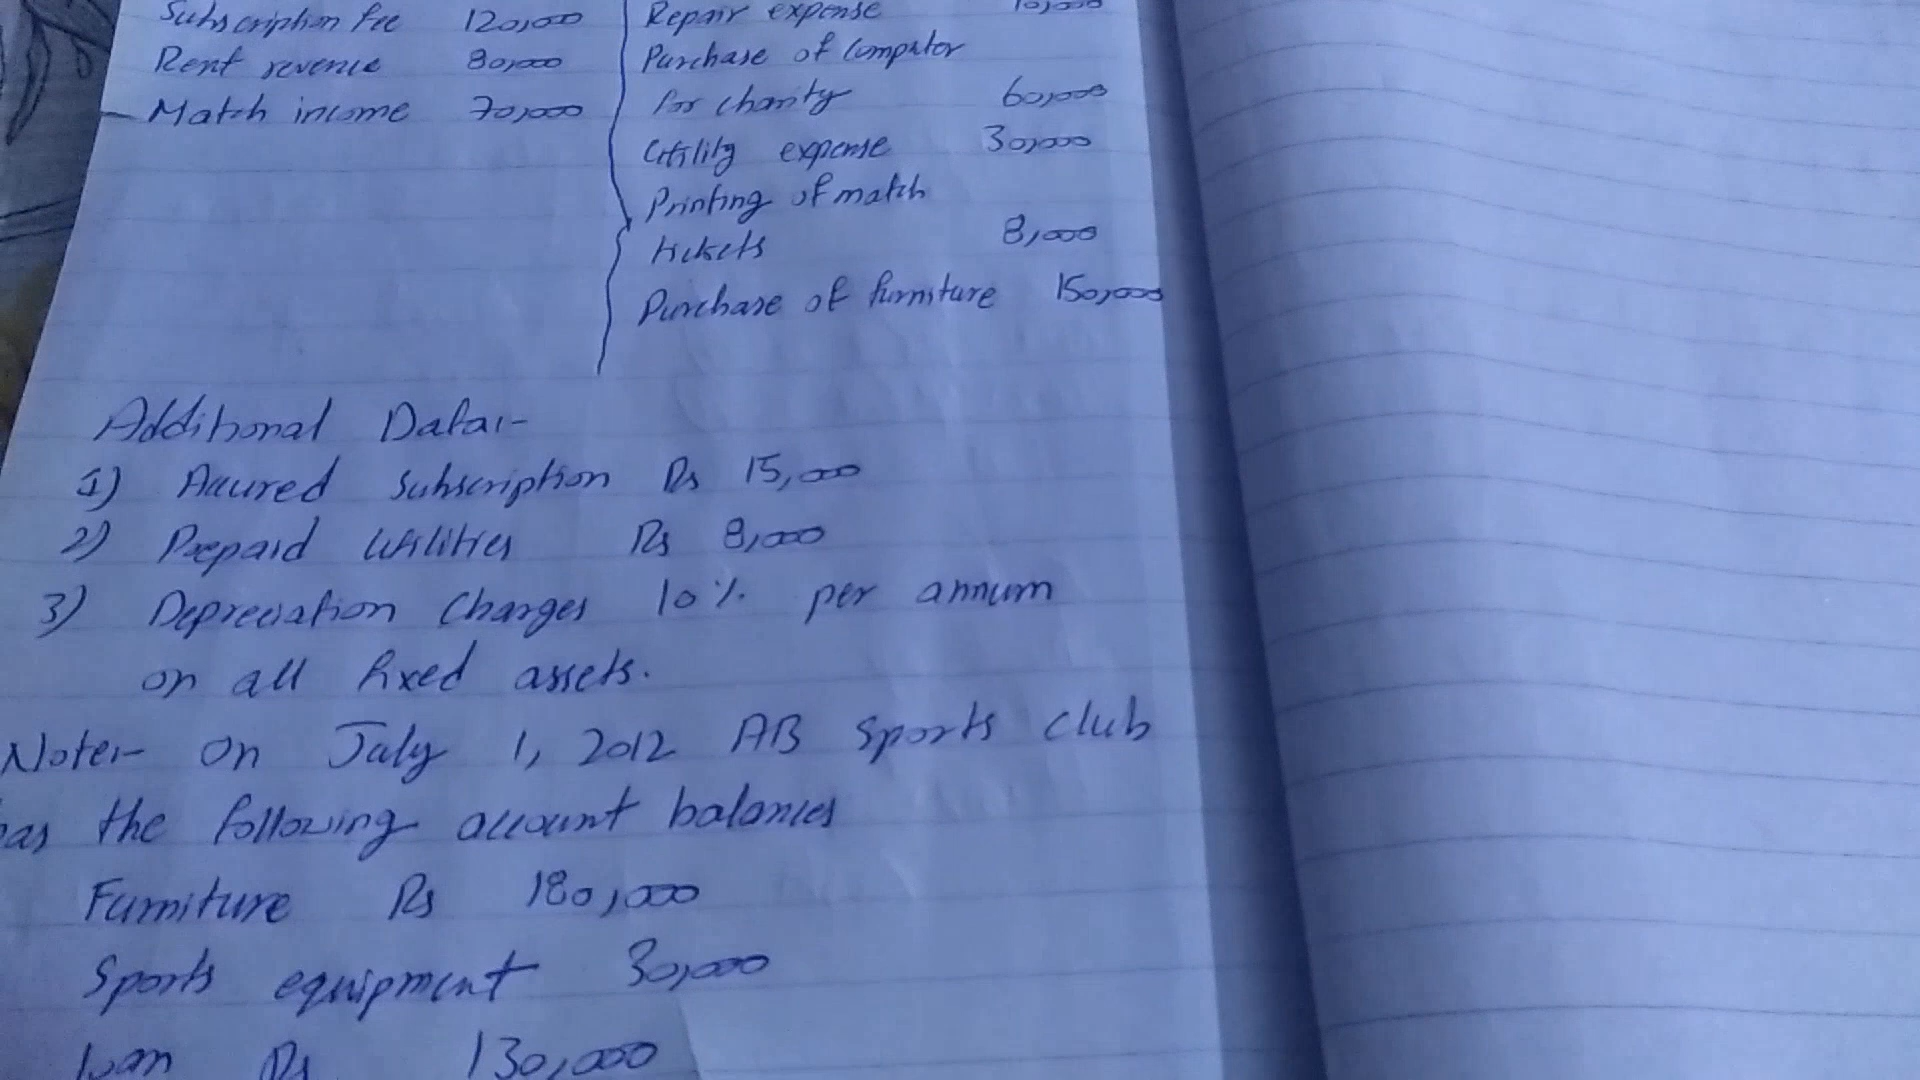 Subscription fee 120,000
Rent revenue 80,000
Match income 70,000
Repair expense 10,000
Purchase of computer
for charity 60,000
Utility expense 30,000
Printing of match
tickets 8,000
Purchase of furniture 150,000
Additional Data:-
1) Accured Subscription Rs 15,000
2) Prepaid Utilities Rs 8,000
3) Depreciation Charges 10% per annum
on all fixed assets.
Note:- On July 1, 2012 AB Sports Club
has the following account balances
Furniture Rs 180,000
Sports equipment 30,000
loan Rs 130,000